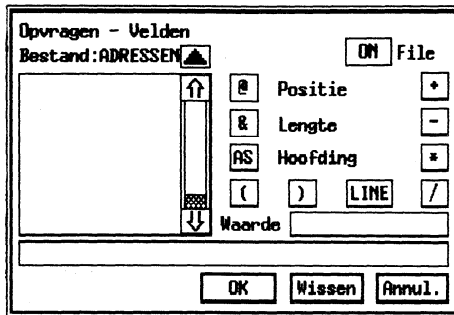 Opvragen - Velden
Bestand:ADRESSEN
ON File
@ Positie +
& Lengte -
AS Hoofding *
( ) LINE /
Waarde
OK Wissen Annul.